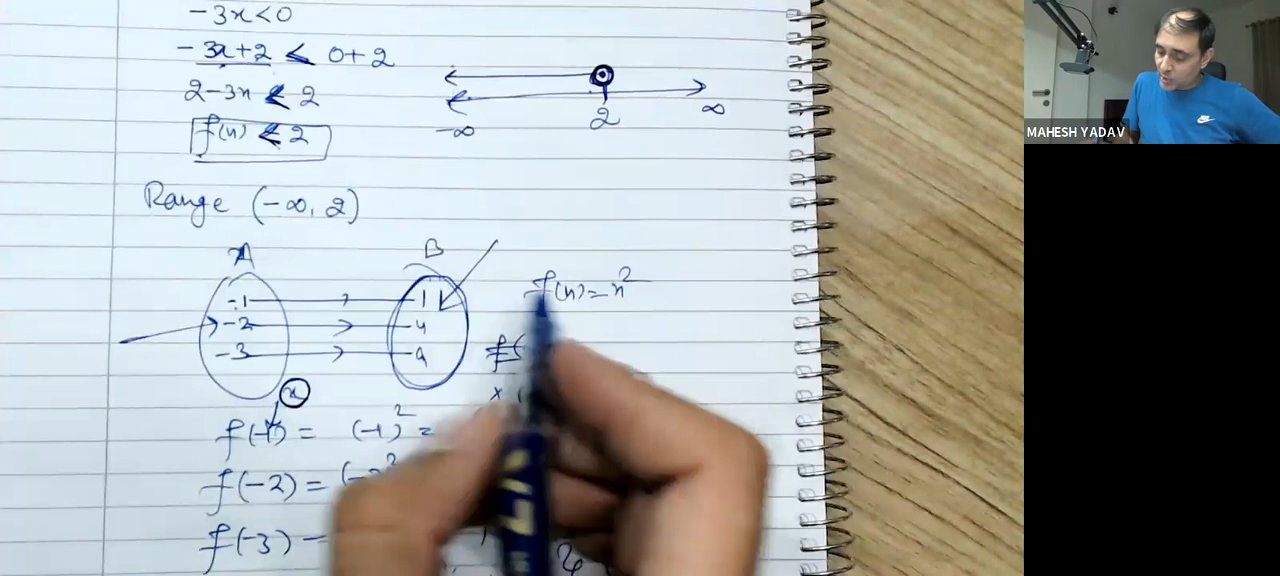 -3x<0
-3x+2 < 0+2
2-3x < 2
f(x) < 2
-∞ 2 ∞
Range (-∞, 2)
A B
-1 1
-2 4
-3 9
f(x)=x²
x
f(-1) = (-1)² =
f(-2) =
f(-3)
MAHESH YADAV